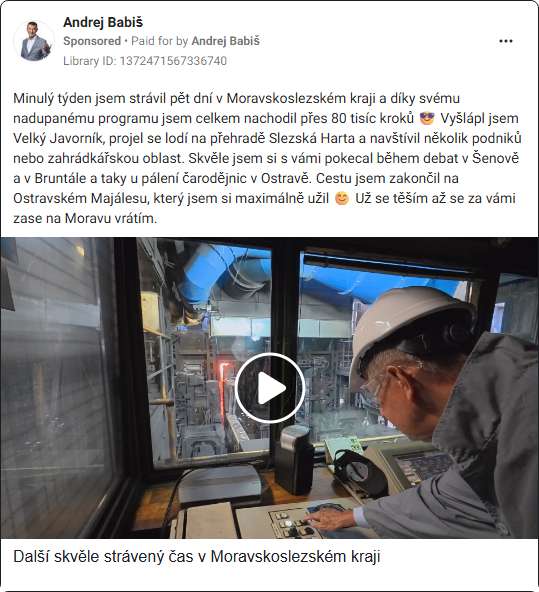 Andrej Babiš
Sponsored • Paid for by Andrej Babiš
Library ID: 1372471567336740
Minulý týden jsem strávil pět dní v Moravskoslezském kraji a díky svému
nadupanému programu jsem celkem nachodil přes 80 tisíc kroků 😎 Vyšlápl jsem
Velký Javorník, projel se lodí na přehradě Slezská Harta a navštívil několik podniků
nebo zahrádkářskou oblast. Skvěle jsem si s vámi pokecal během debat v Šenově
a v Bruntále a taky u pálení čarodějnic v Ostravě. Cestu jsem zakončil na
Ostravském Majálesu, který jsem si maximálně užil 😊 Už se těším až se za vámi
zase na Moravu vrátím.
Další skvěle strávený čas v Moravskoslezském kraji